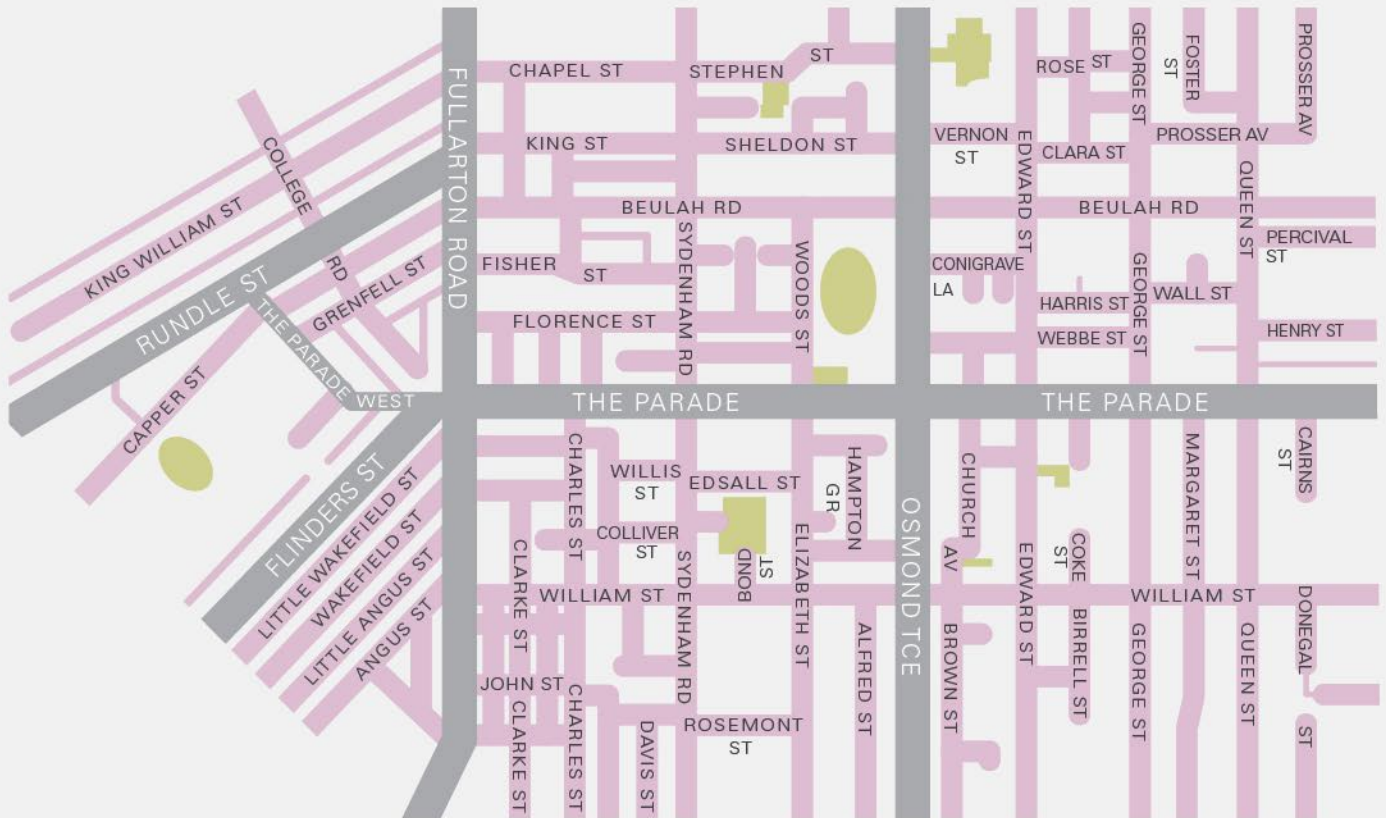 CHAPEL ST
STEPHEN
ST
ROSE ST
GEORGE ST
FOSTER
ST
PROSSER AV
FULLARTON ROAD
COLLEGE
RD
KING ST
SHELDON ST
VERNON
ST
EDWARD ST
CLARA ST
PROSSER AV
QUEEN ST
KING WILLIAM ST
BEULAH RD
BEULAH RD
PERCIVAL
ST
RUNDLE ST
GRENFELL ST
FISHER
ST
SYDENHAM RD
WOODS ST
CONIGRAVE
LA
GEORGE ST
HARRIS ST
WALL ST
THE PARADE
WEST
FLORENCE ST
WEBBE ST
HENRY ST
CAPPER ST
THE PARADE
THE PARADE
FLINDERS ST
CHARLES ST
WILLIS
ST
EDSALL ST
HAMPTON
GR
CHURCH
AV
MARGARET ST
CAIRNS
ST
LITTLE WAKEFIELD ST
WAKEFIELD ST
LITTLE ANGUS ST
ANGUS ST
COLLIVER
ST
CLARKE ST
SYDENHAM RD
BOND
ST
ELIZABETH ST
OSMOND TCE
EDWARD ST
COKE
ST
WILLIAM ST
WILLIAM ST
ALFRED ST
BROWN ST
BIRRELL ST
GEORGE ST
QUEEN ST
DONEGAL
ST
JOHN ST
CLARKE ST
CHARLES ST
DAVIS ST
ROSEMONT
ST